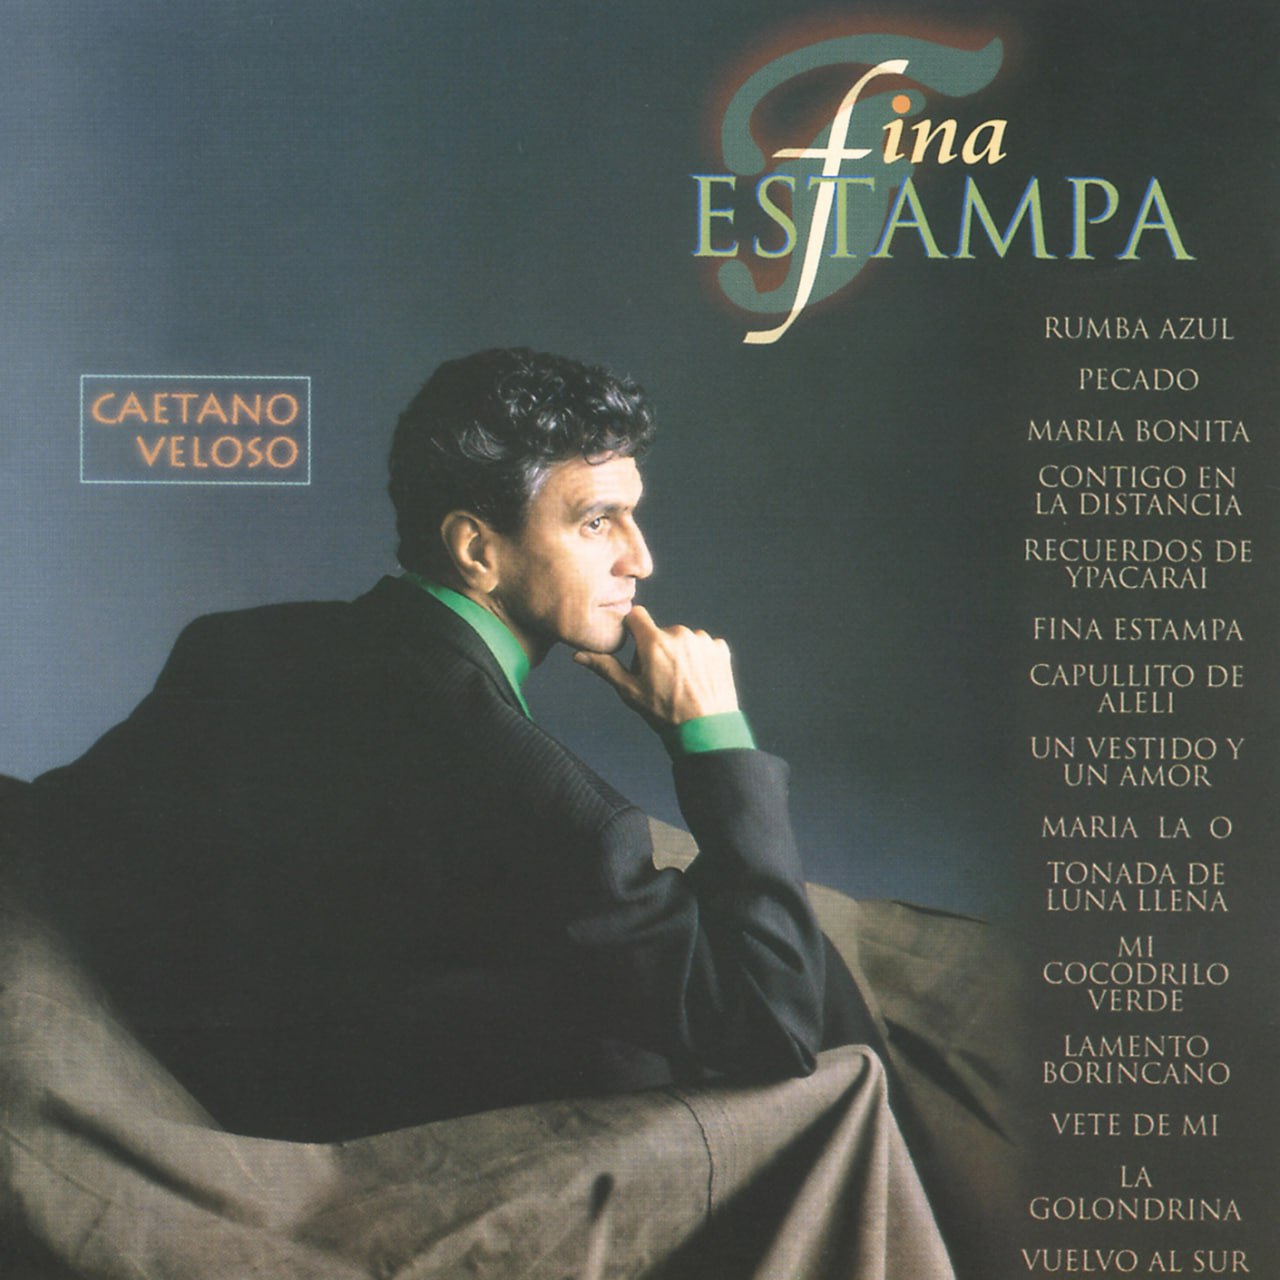 fina
ESTAMPA
CAETANO
VELOSO
RUMBA AZUL
PECADO
MARIA BONITA
CONTIGO EN
LA DISTANCIA
RECUERDOS DE
YPACARAI
FINA ESTAMPA
CAPULLITO DE
ALELI
UN VESTIDO Y
UN AMOR
MARIA LA O
TONADA DE
LUNA LLENA
MI
COCODRILO
VERDE
LAMENTO
BORINCANO
VETE DE MI
LA
GOLONDRINA
VUELVO AL SUR